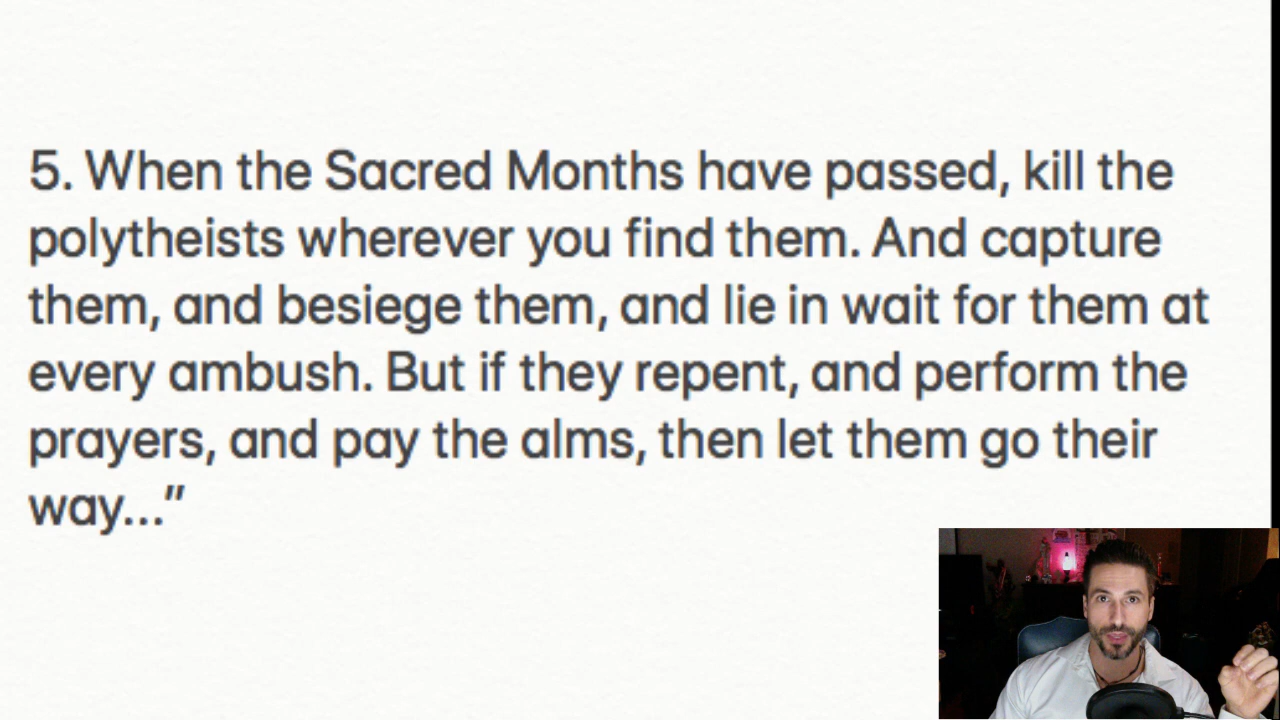 5. When the Sacred Months have passed, kill the
polytheists wherever you find them. And capture
them, and besiege them, and lie in wait for them at
every ambush. But if they repent, and perform the
prayers, and pay the alms, then let them go their
way...”